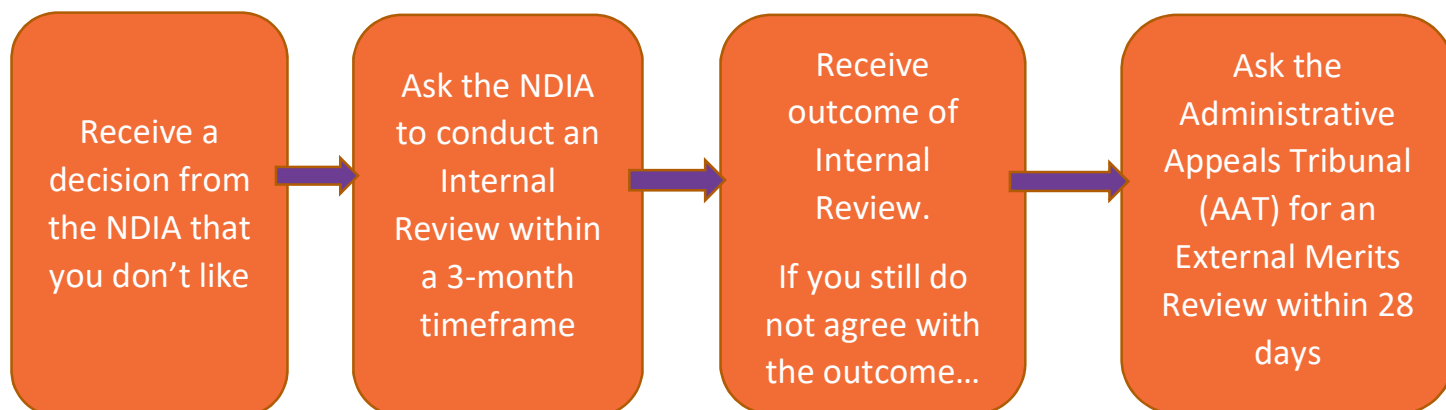 Receive a
decision from
the NDIA that
you don’t like
Ask the NDIA
to conduct an
Internal
Review within
a 3-month
timeframe
Receive
outcome of
Internal
Review.
If you still do
not agree with
the outcome…
Ask the
Administrative
Appeals Tribunal
(AAT) for an
External Merits
Review within 28
days